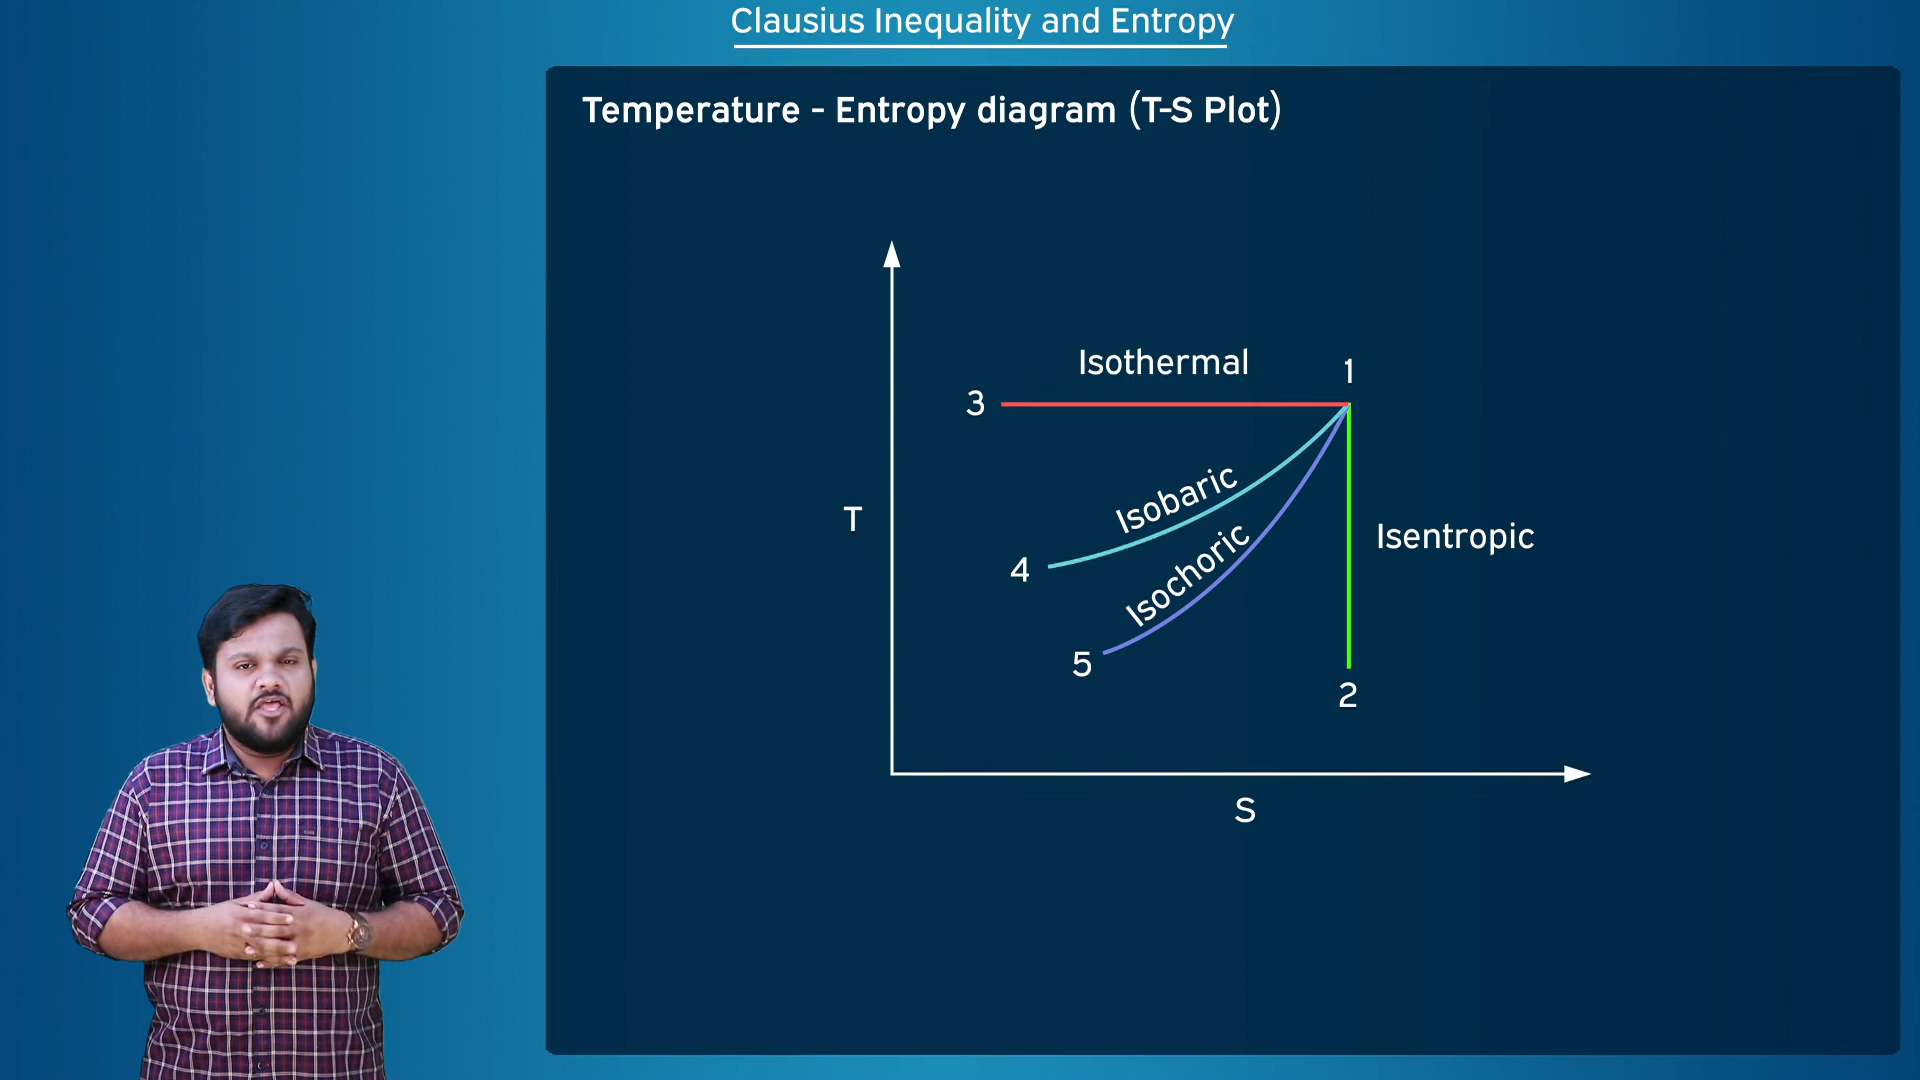 Clausius Inequality and Entropy
Temperature - Entropy diagram (T-S Plot)
Isothermal
1
3
Isobaric
T
Isochoric
Isentropic
4
5
2
S